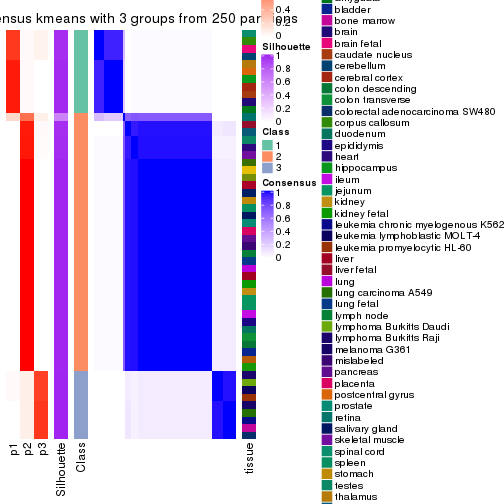 ensus kmeans with 3 groups from 250 par
ns
0.4
0.2
0
Silhouette
1
0.8
0.6
0.4
0.2
0
Class
1
2
3
Consensus
1
0.8
0.6
0.4
0.2
0
bladder
bone marrow
brain
brain fetal
caudate nucleus
cerebellum
cerebral cortex
colon descending
colon transverse
colorectal adenocarcinoma SW480
corpus callosum
duodenum
epididymis
heart
hippocampus
ileum
jejunum
kidney
kidney fetal
leukemia chronic myelogenous K562
leukemia lymphoblastic MOLT-4
leukemia promyelocytic HL-60
liver
liver fetal
lung
lung carcinoma A549
lung fetal
lymph node
lymphoma Burkitts Daudi
lymphoma Burkitts Raji
melanoma G361
mislabeled
pancreas
placenta
postcentral gyrus
prostate
retina
salivary gland
skeletal muscle
spinal cord
spleen
stomach
testes
thalamus
p1
p2
p3
Silhouette
Class
tissue